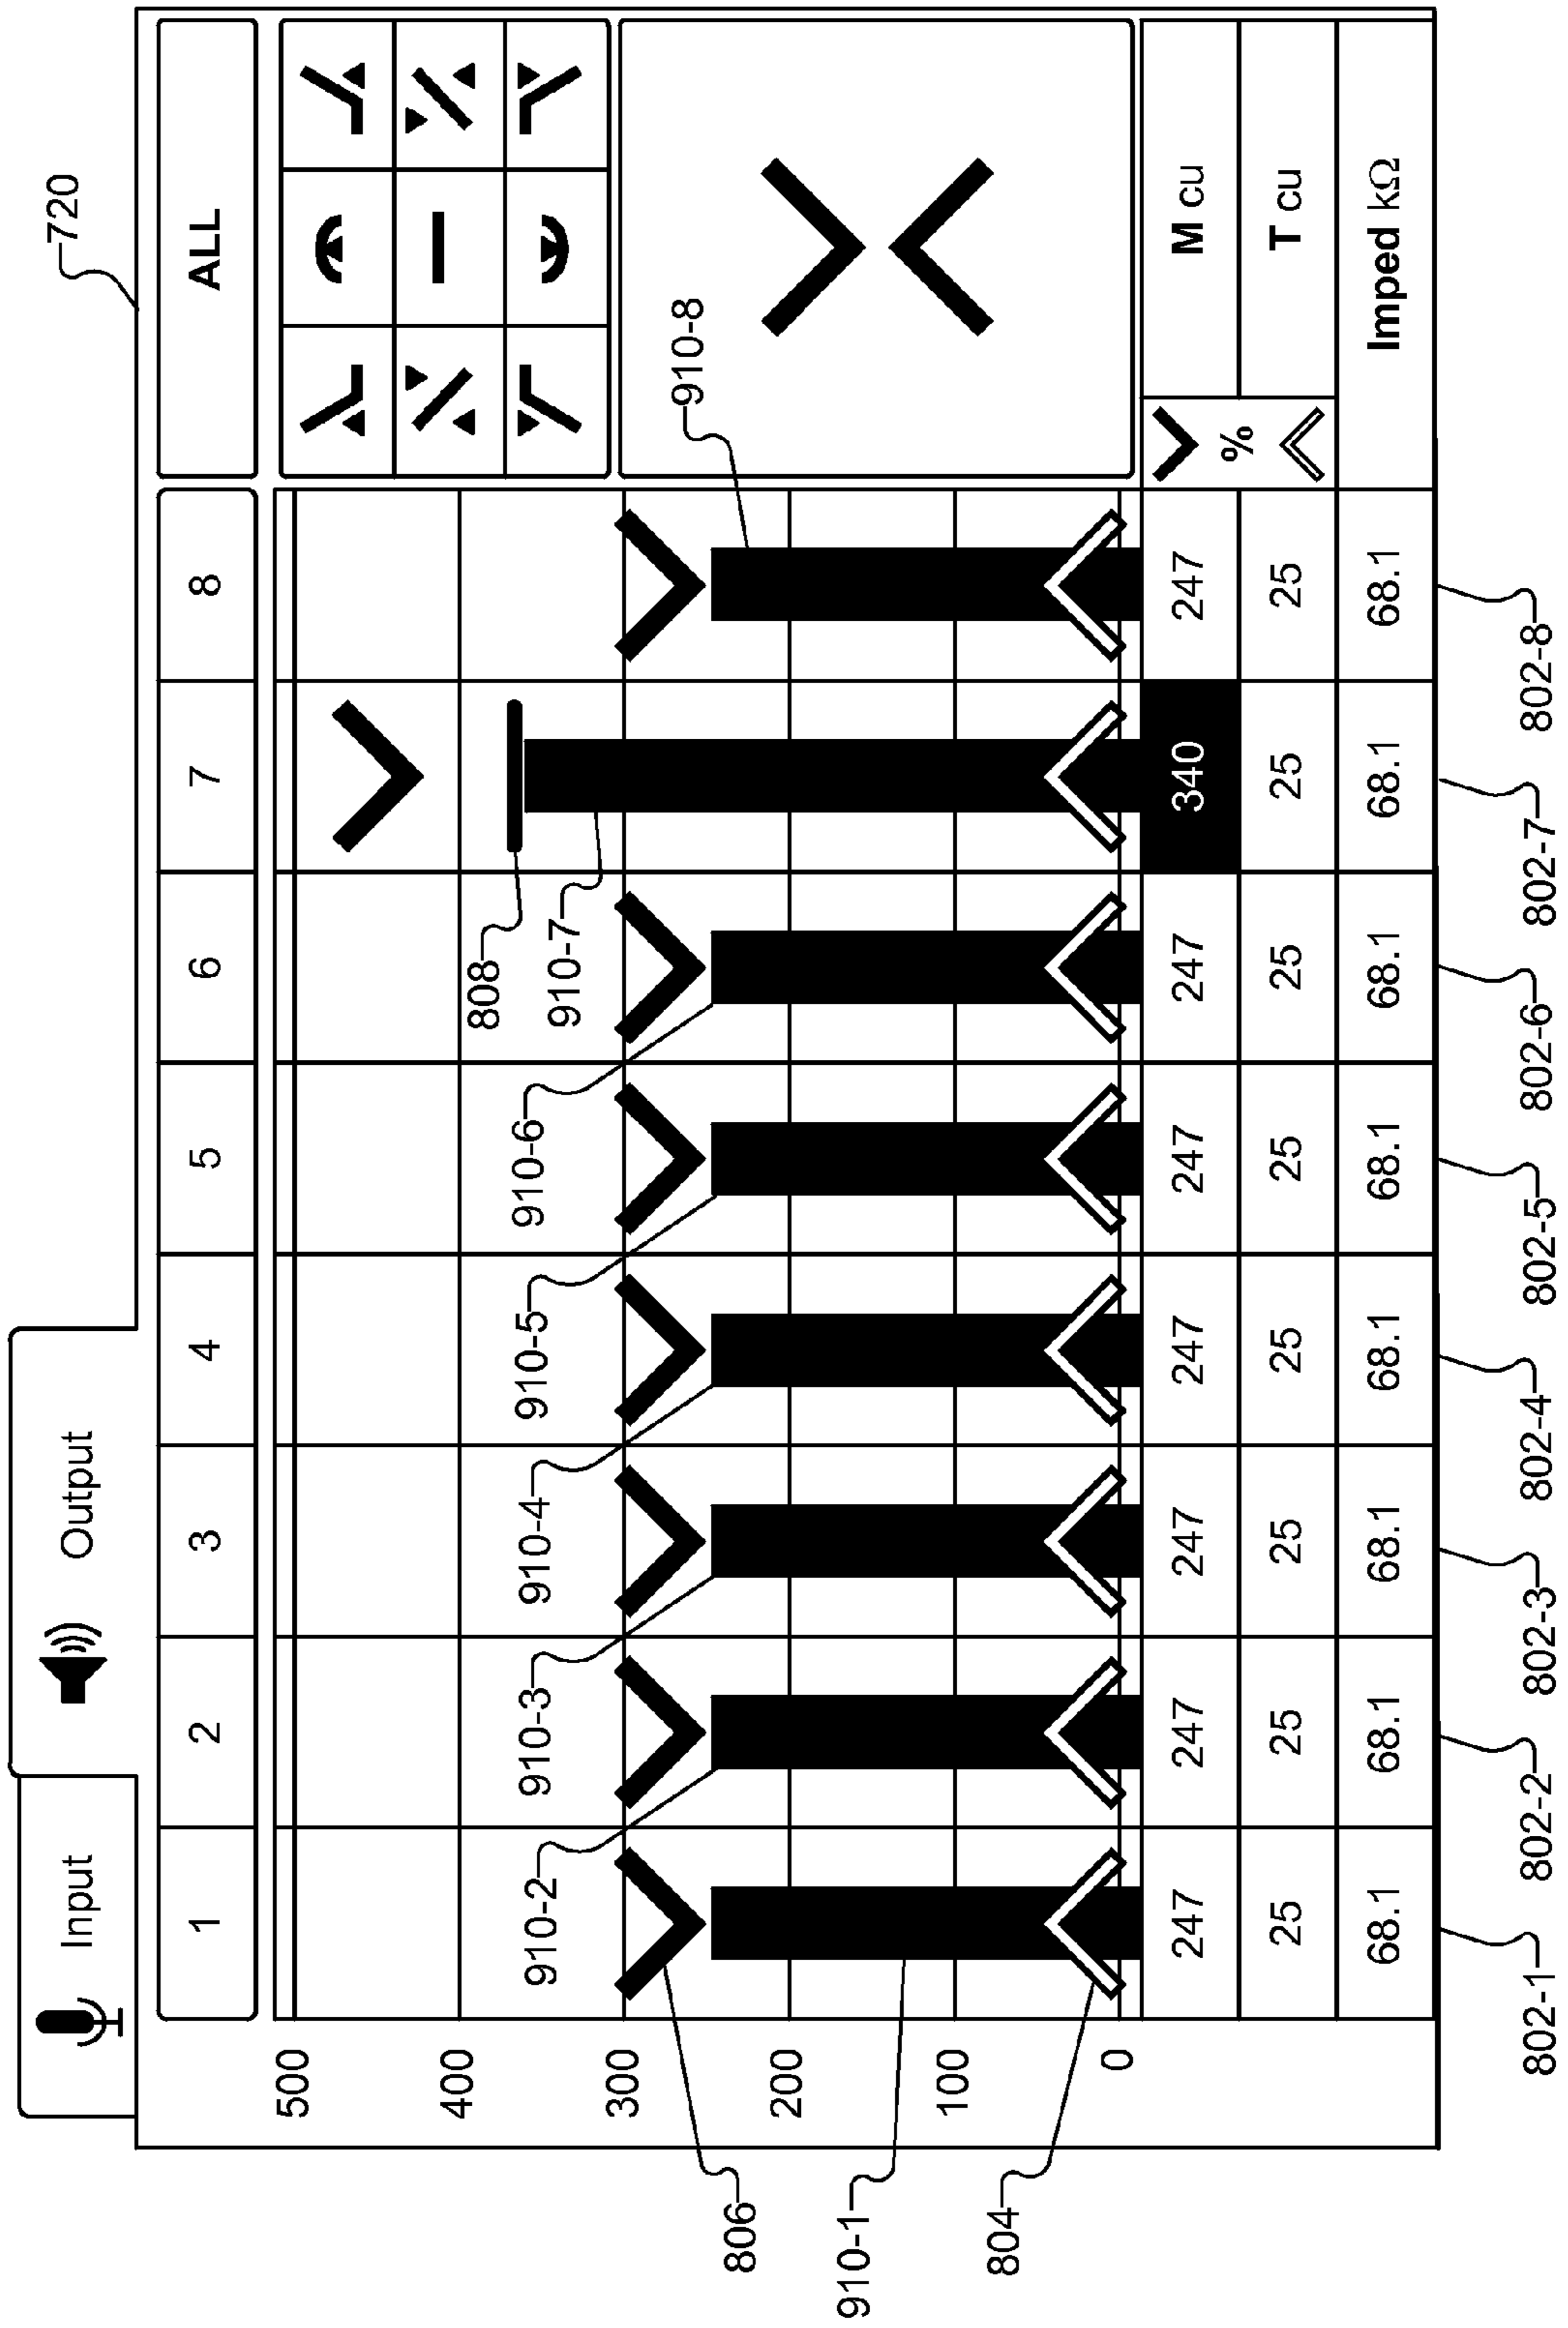 720
Input
Output
1 2 3 4 5 6 7 8 ALL
500
400
300
200
100
0
808
910-7
910-2 910-3 910-4 910-5 910-6
910-8
806
910-1
804
247 247 247 247 247 247 340 247 M cu
%
25 25 25 25 25 25 25 25 T cu
68.1 68.1 68.1 68.1 68.1 68.1 68.1 68.1 Imped kΩ
802-1 802-2 802-3 802-4 802-5 802-6 802-7 802-8